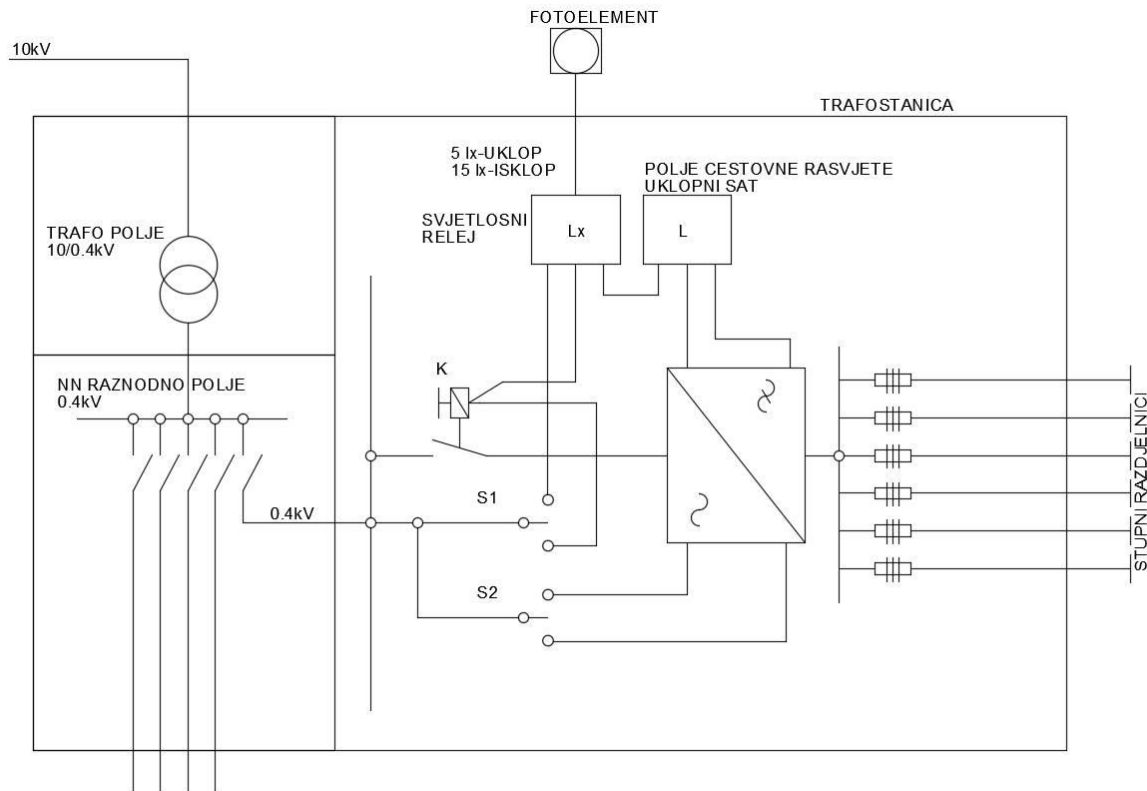 FOTOELEMENT
10kV
TRAFOSTANICA
5 lx-UKLOP
15 lx-ISKLOP
POLJE CESTOVNE RASVJETE
UKLOPNI SAT
SVJETLOSNI
RELEJ
Lx
L
TRAFO POLJE
10/0.4kV
K
NN RAZNODNO POLJE
0.4kV
S1
0.4kV
S2
STUPNI RAZDJELNICI